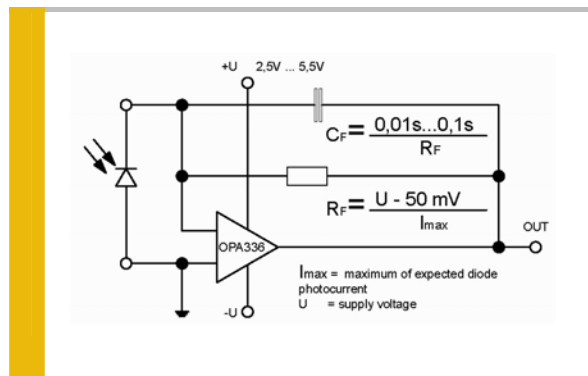 +U 2,5V ... 5,5V
CF= 0,01s...0,1s
RF
RF= U - 50 mV
Imax
OUT
OPA336
Imax = maximum of expected diode
photocurrent
U = supply voltage
-U